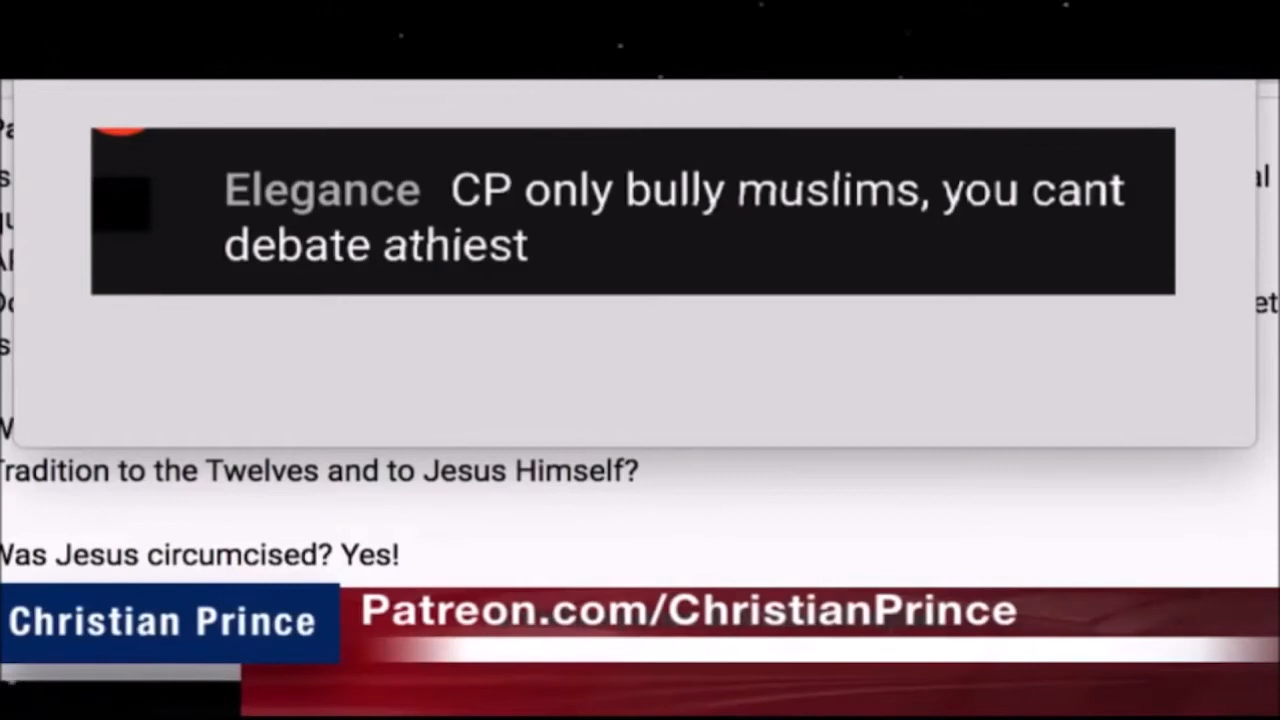 Elegance CP only bully muslims, you cant
debate athiest
Tradition to the Twelves and to Jesus Himself?
Was Jesus circumcised? Yes!
Christian Prince
Patreon.com/ChristianPrince